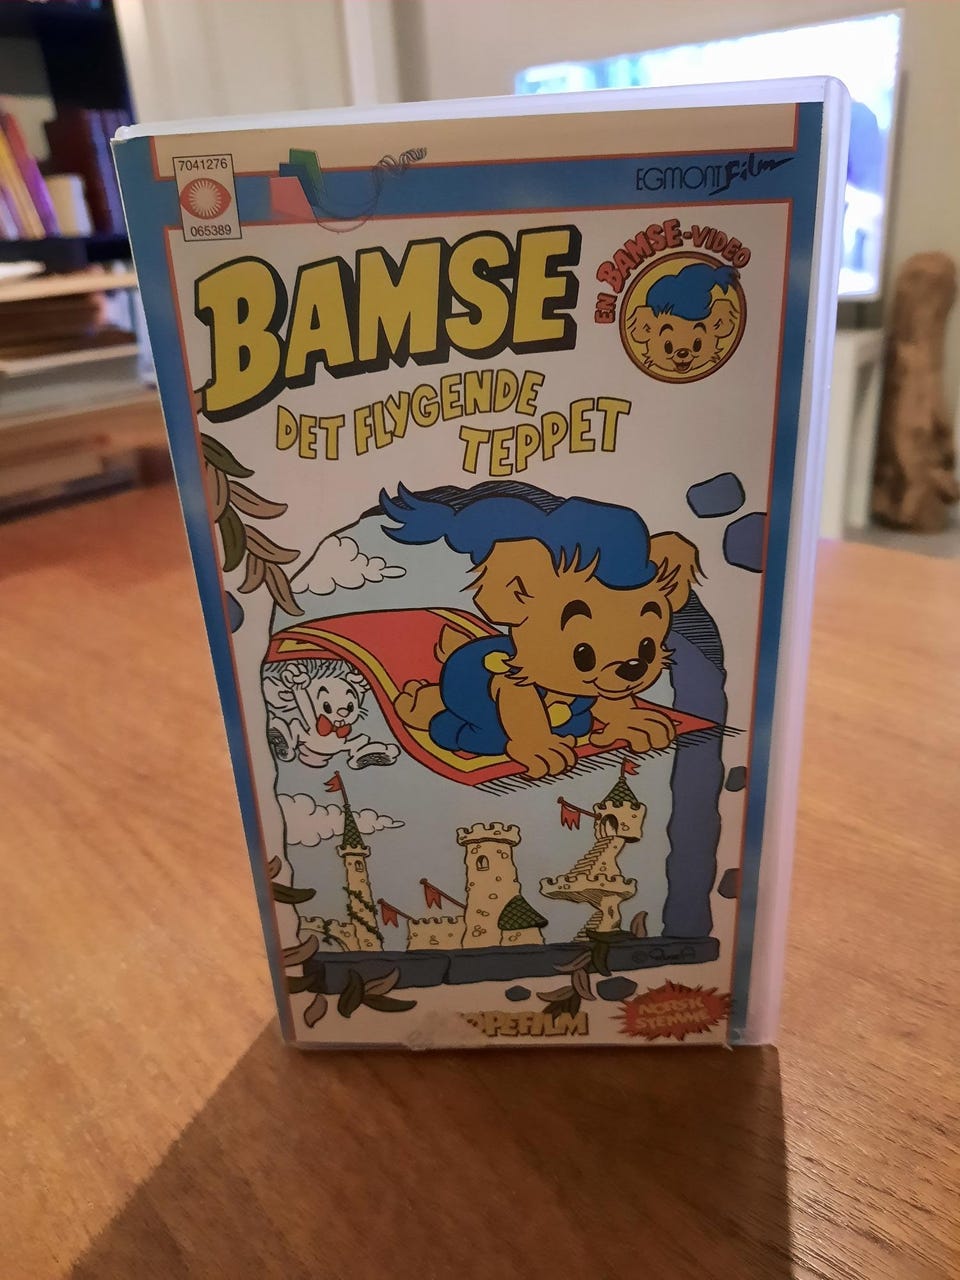 7041276
065389
EGMONT Film
BAMSE
EN BAMSE-VIDEO
DET FLYGENDE
TEPPET
NORSK
STEMME